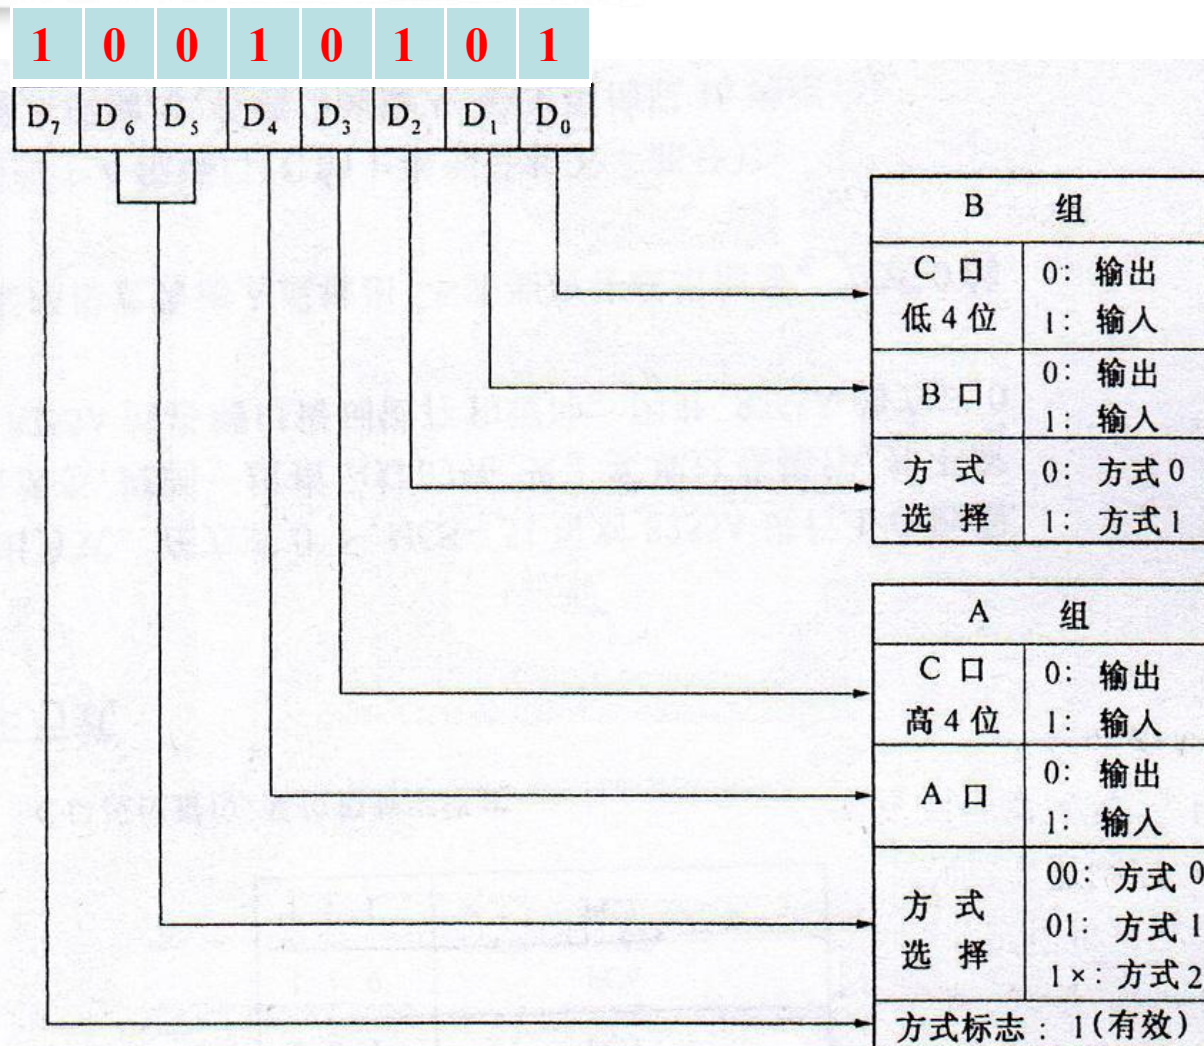 1 0 0 1 0 1 0 1
D₇ D₆ D₅ D₄ D₃ D₂ D₁ D₀
B 组
C 口
低 4 位
0: 输出
1: 输入
B 口
0: 输出
1: 输入
方 式
选 择
0: 方式 0
1: 方式 1
A 组
C 口
高 4 位
0: 输出
1: 输入
A 口
0: 输出
1: 输入
方 式
选 择
00: 方式 0
01: 方式 1
1×: 方式 2
方式标志: 1(有效)